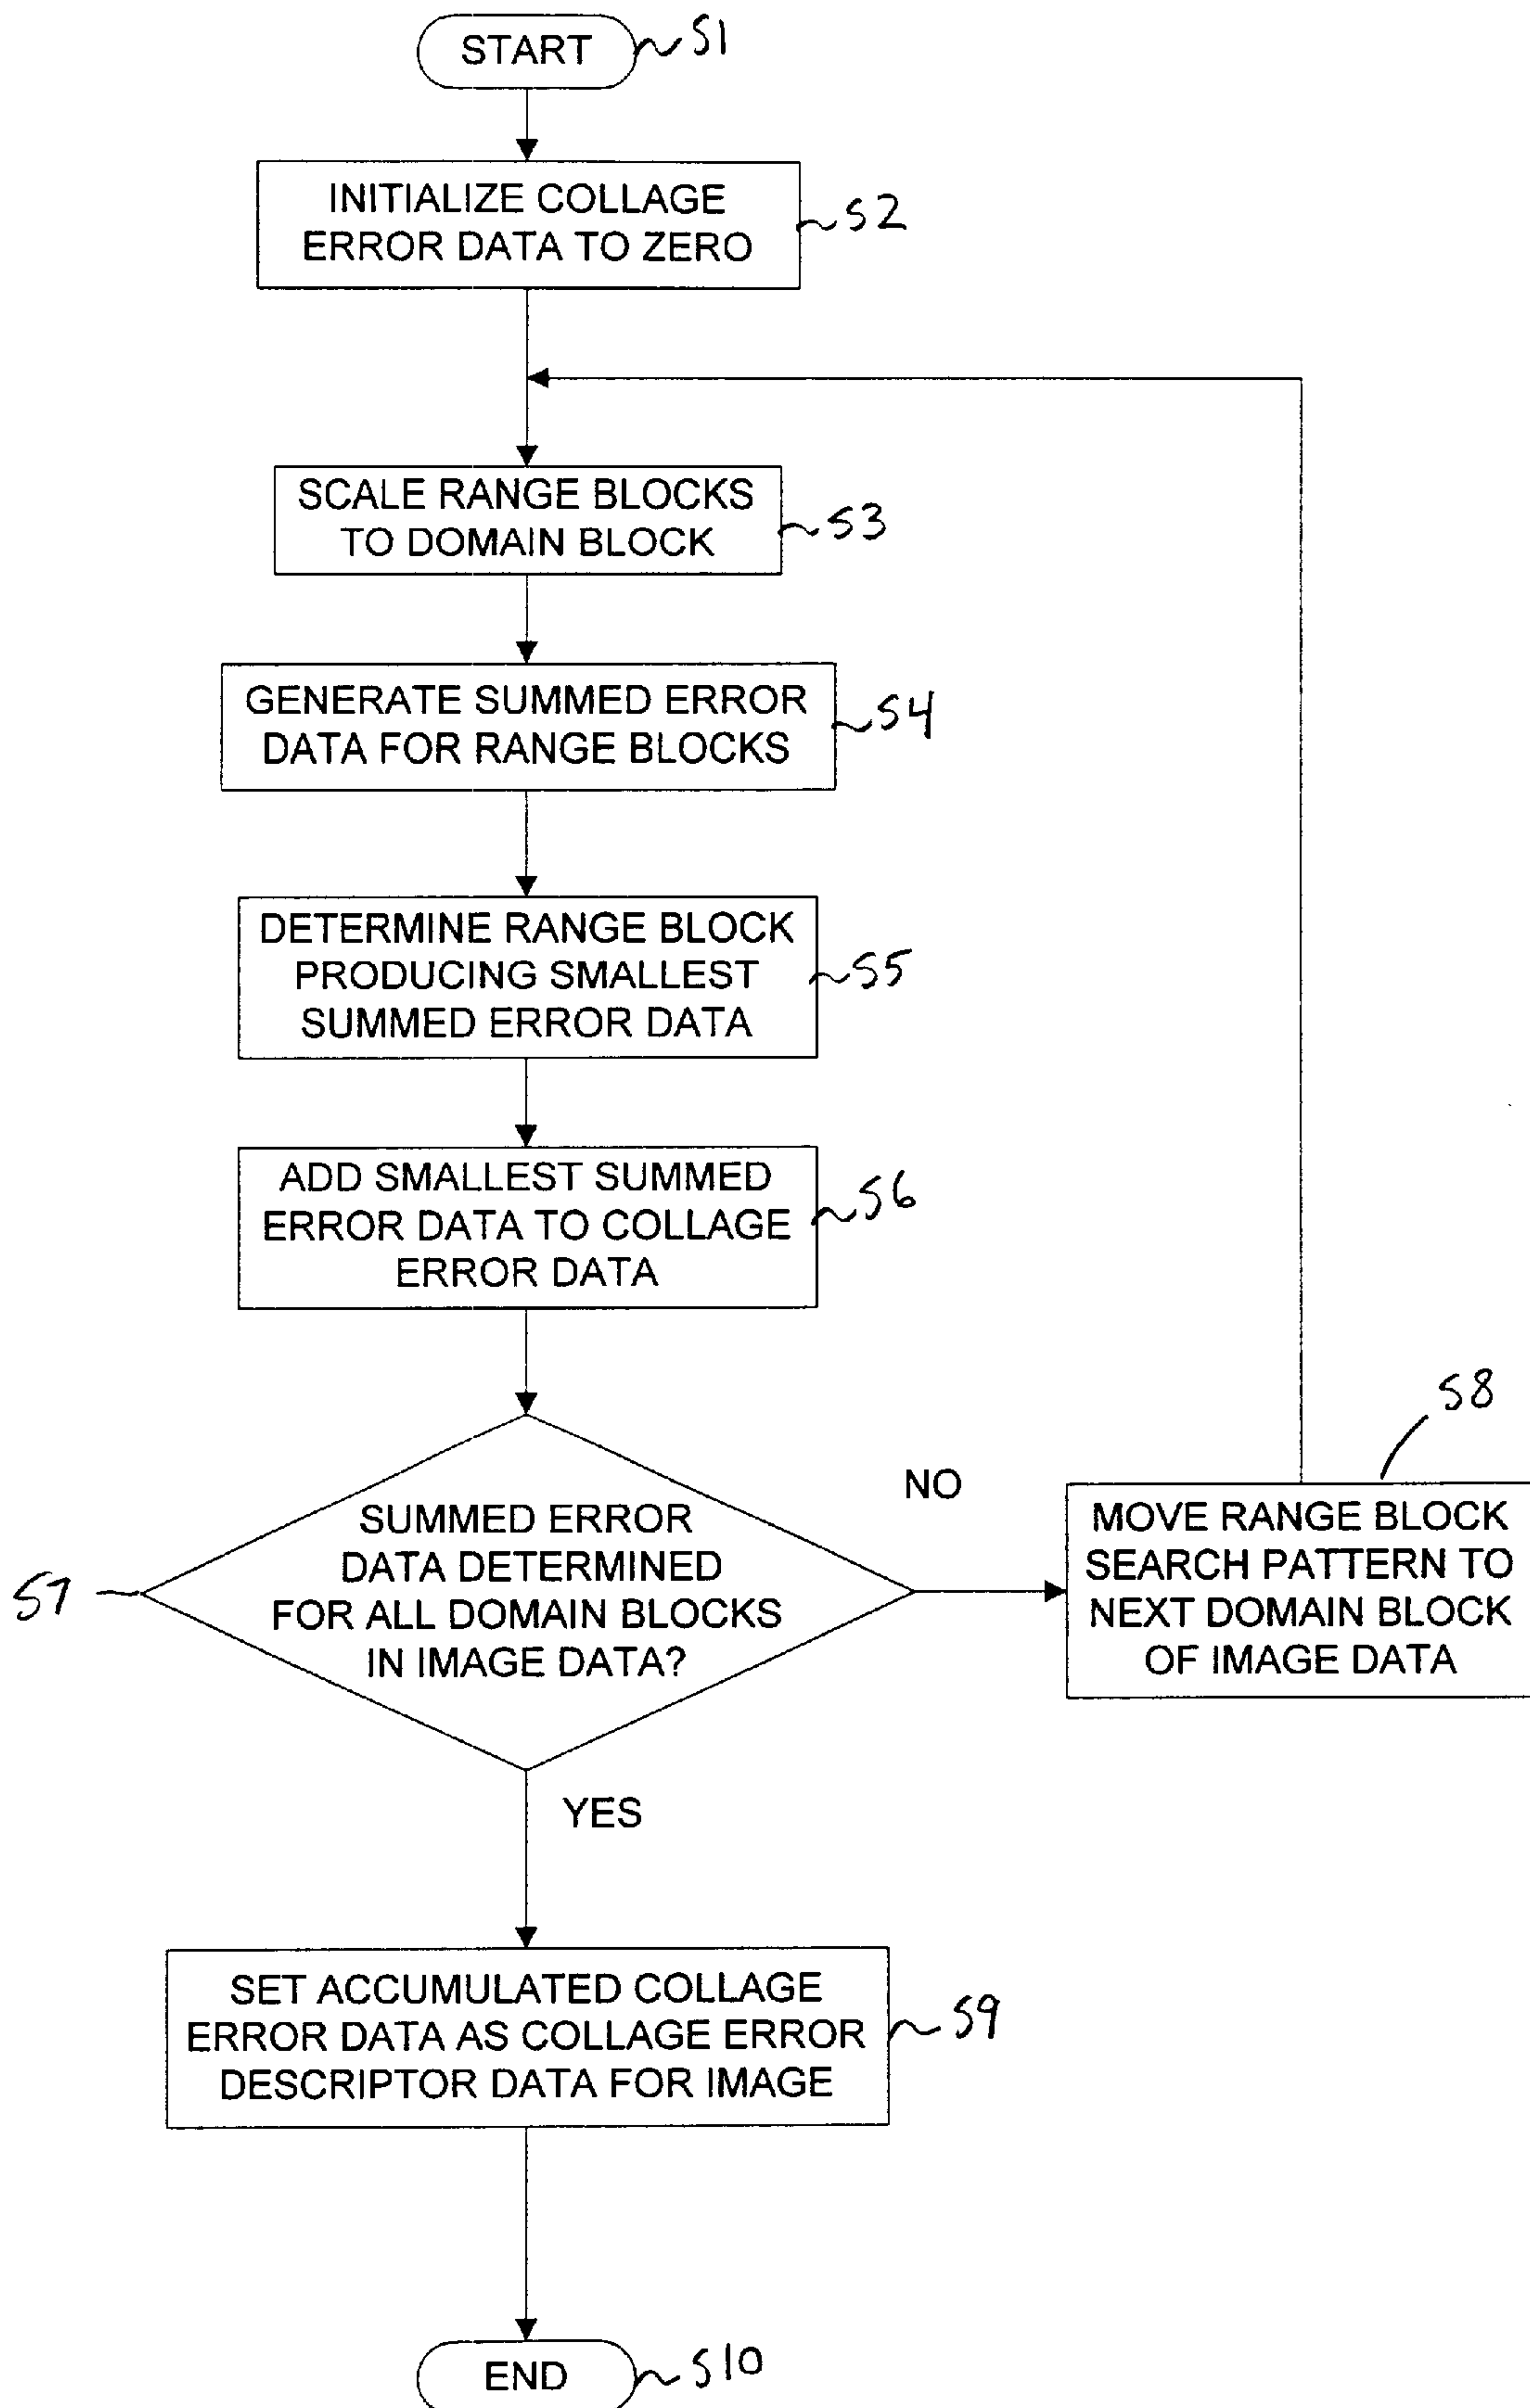 START
S1
INITIALIZE COLLAGE
ERROR DATA TO ZERO
S2
SCALE RANGE BLOCKS
TO DOMAIN BLOCK
S3
GENERATE SUMMED ERROR
DATA FOR RANGE BLOCKS
S4
DETERMINE RANGE BLOCK
PRODUCING SMALLEST
SUMMED ERROR DATA
S5
ADD SMALLEST SUMMED
ERROR DATA TO COLLAGE
ERROR DATA
S6
S7
SUMMED ERROR
DATA DETERMINED
FOR ALL DOMAIN BLOCKS
IN IMAGE DATA?
NO
S8
MOVE RANGE BLOCK
SEARCH PATTERN TO
NEXT DOMAIN BLOCK
OF IMAGE DATA
YES
SET ACCUMULATED COLLAGE
ERROR DATA AS COLLAGE ERROR
DESCRIPTOR DATA FOR IMAGE
S9
END
S10